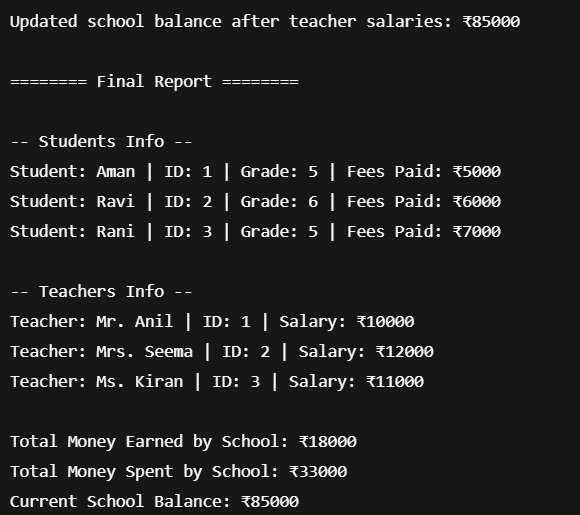 Updated school balance after teacher salaries: ₹85000
======== Final Report ========
-- Students Info --
Student: Aman | ID: 1 | Grade: 5 | Fees Paid: ₹5000
Student: Ravi | ID: 2 | Grade: 6 | Fees Paid: ₹6000
Student: Rani | ID: 3 | Grade: 5 | Fees Paid: ₹7000
-- Teachers Info --
Teacher: Mr. Anil | ID: 1 | Salary: ₹10000
Teacher: Mrs. Seema | ID: 2 | Salary: ₹12000
Teacher: Ms. Kiran | ID: 3 | Salary: ₹11000
Total Money Earned by School: ₹18000
Total Money Spent by School: ₹33000
Current School Balance: ₹85000